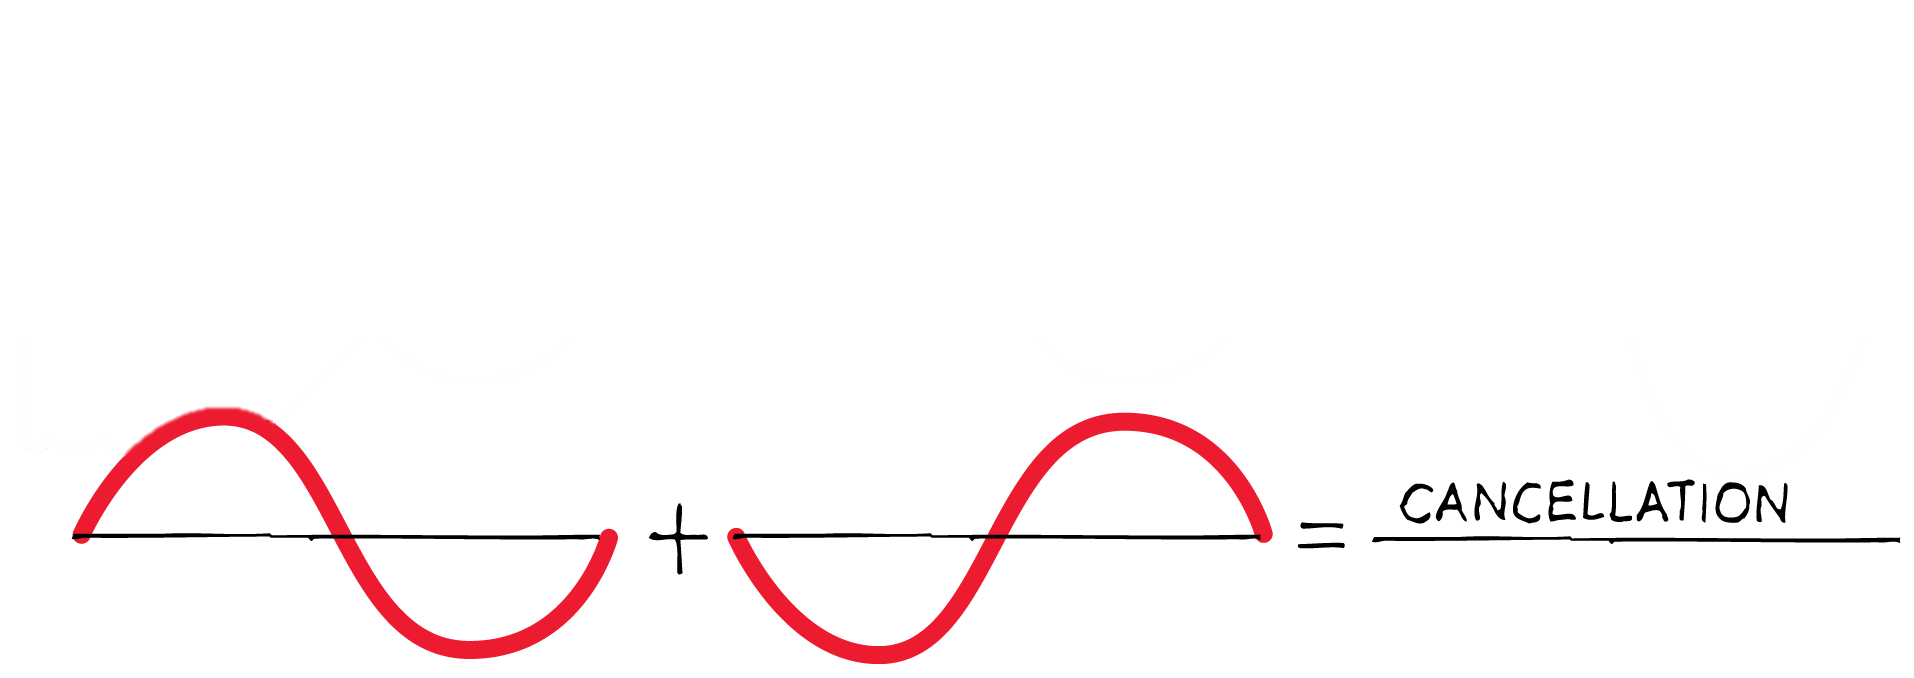 + = CANCELLATION